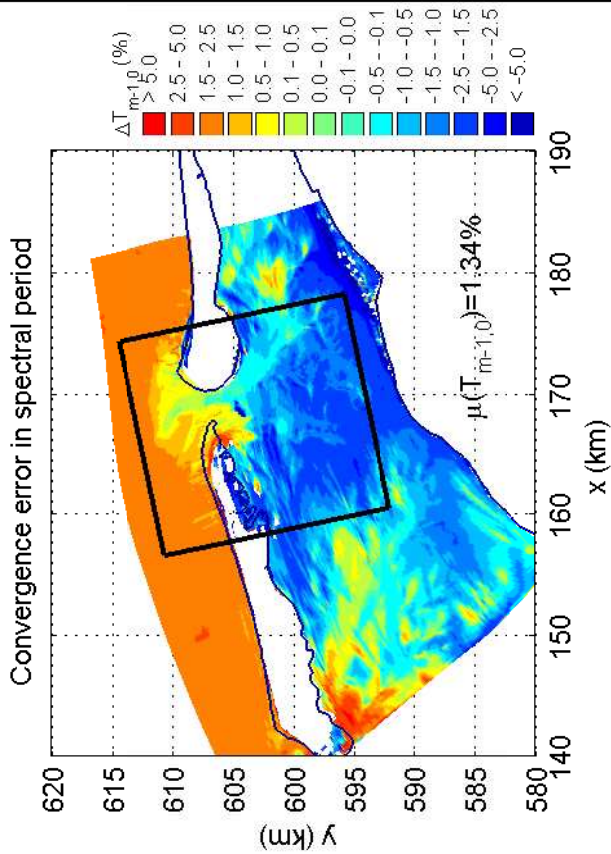 Convergence error in spectral period
ΔT m-1,0 (%)
> 5.0
2.5 - 5.0
1.5 - 2.5
1.0 - 1.5
0.5 - 1.0
0.1 - 0.5
0.0 - 0.1
-0.1 - 0.0
-0.5 - -0.1
-1.0 - -0.5
-1.5 - -1.0
-2.5 - -1.5
-5.0 - -2.5
< -5.0
620
615
610
605
600
595
590
585
580
y (km)
μ(T m-1,0)=1.34%
140
150
160
170
180
190
x (km)